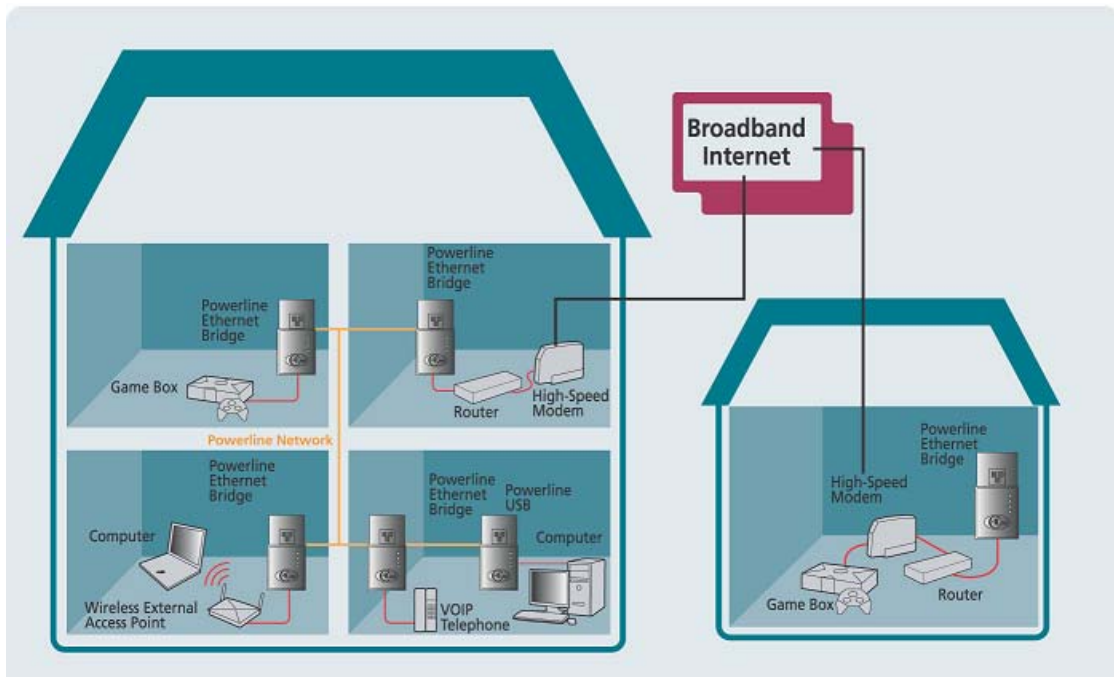 Broadband
Internet
Powerline
Ethernet
Bridge
Game Box
Powerline
Ethernet
Bridge
Router
High-Speed
Modem
Powerline Network
Powerline
Ethernet
Bridge
Computer
Wireless External
Access Point
Powerline
Ethernet
Bridge
Powerline
USB
Computer
VOIP
Telephone
Powerline
Ethernet
Bridge
High-Speed
Modem
Game Box
Router